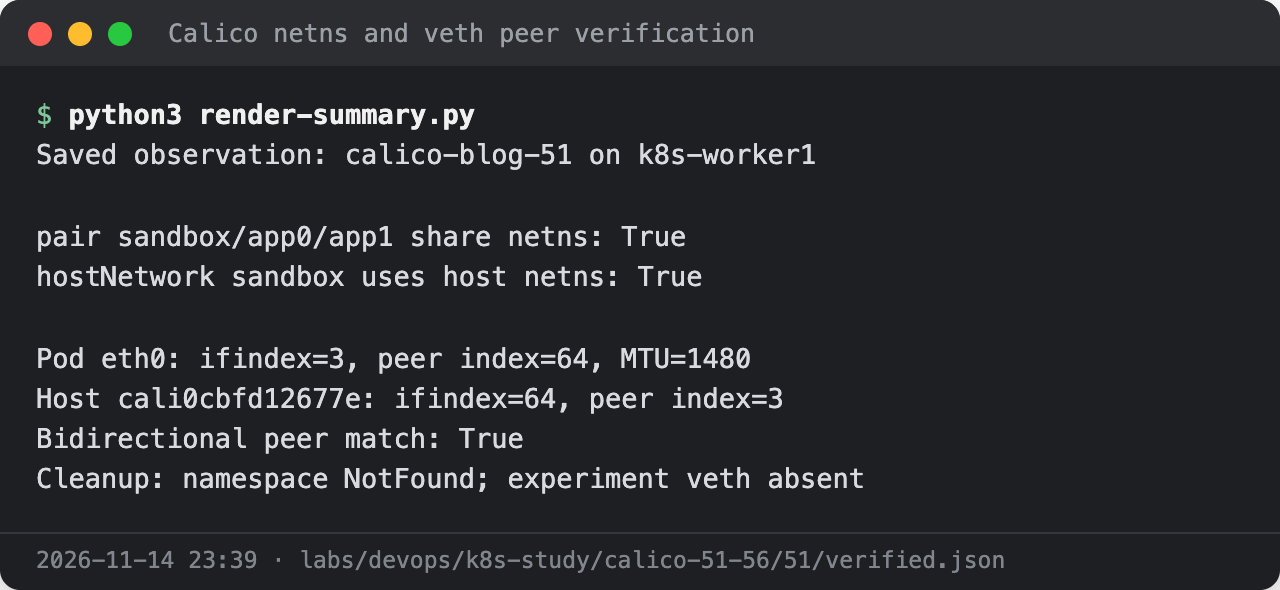 Calico netns and veth peer verification
$ python3 render-summary.py
Saved observation: calico-blog-51 on k8s-worker1
pair sandbox/app0/app1 share netns: True
hostNetwork sandbox uses host netns: True
Pod eth0: ifindex=3, peer index=64, MTU=1480
Host cali0cbfd12677e: ifindex=64, peer index=3
Bidirectional peer match: True
Cleanup: namespace NotFound; experiment veth absent
2026-11-14 23:39 · labs/devops/k8s-study/calico-51-56/51/verified.json